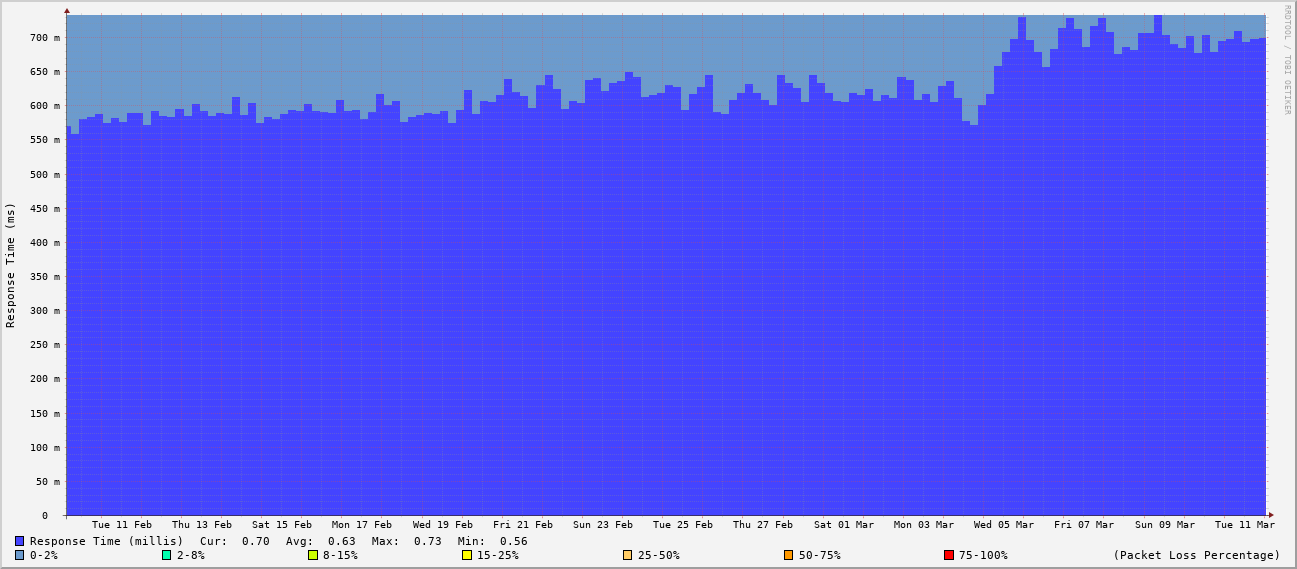 RRDTOOL / TOBI OETIKER
Response Time (ms)
700 m
650 m
600 m
550 m
500 m
450 m
400 m
350 m
300 m
250 m
200 m
150 m
100 m
50 m
0
Tue 11 Feb Thu 13 Feb Sat 15 Feb Mon 17 Feb Wed 19 Feb Fri 21 Feb Sun 23 Feb Tue 25 Feb Thu 27 Feb Sat 01 Mar Mon 03 Mar Wed 05 Mar Fri 07 Mar Sun 09 Mar Tue 11 Mar
Response Time (millis) Cur: 0.70 Avg: 0.63 Max: 0.73 Min: 0.56
0-2% 2-8% 8-15% 15-25% 25-50% 50-75% 75-100% (Packet Loss Percentage)